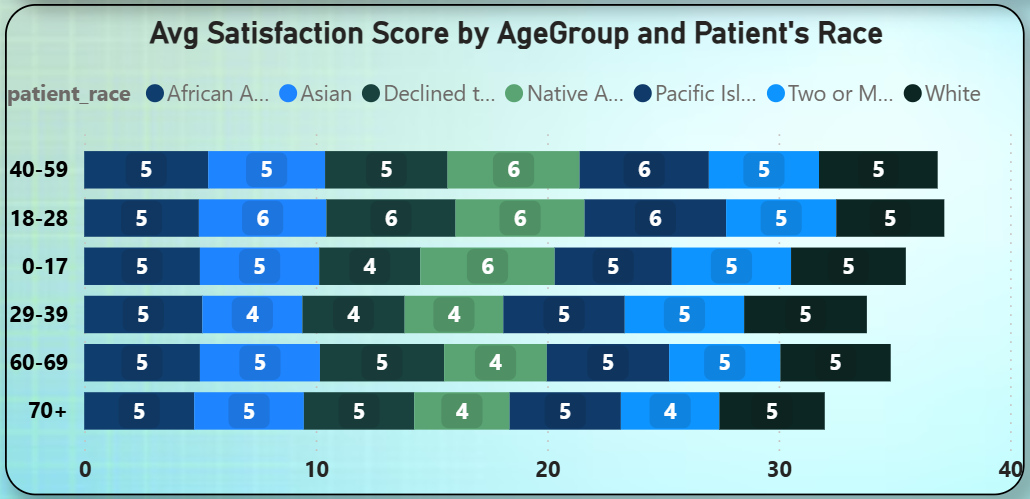 Avg Satisfaction Score by AgeGroup and Patient's Race
patient_race African A... Asian Declined t... Native A... Pacific Isl... Two or M... White
40-59 5 5 5 6 6 5 5
18-28 5 6 6 6 6 5 5
0-17 5 5 4 6 5 5 5
29-39 5 4 4 4 5 5 5
60-69 5 5 5 4 5 5 5
70+ 5 5 5 4 5 4 5
0 10 20 30 40